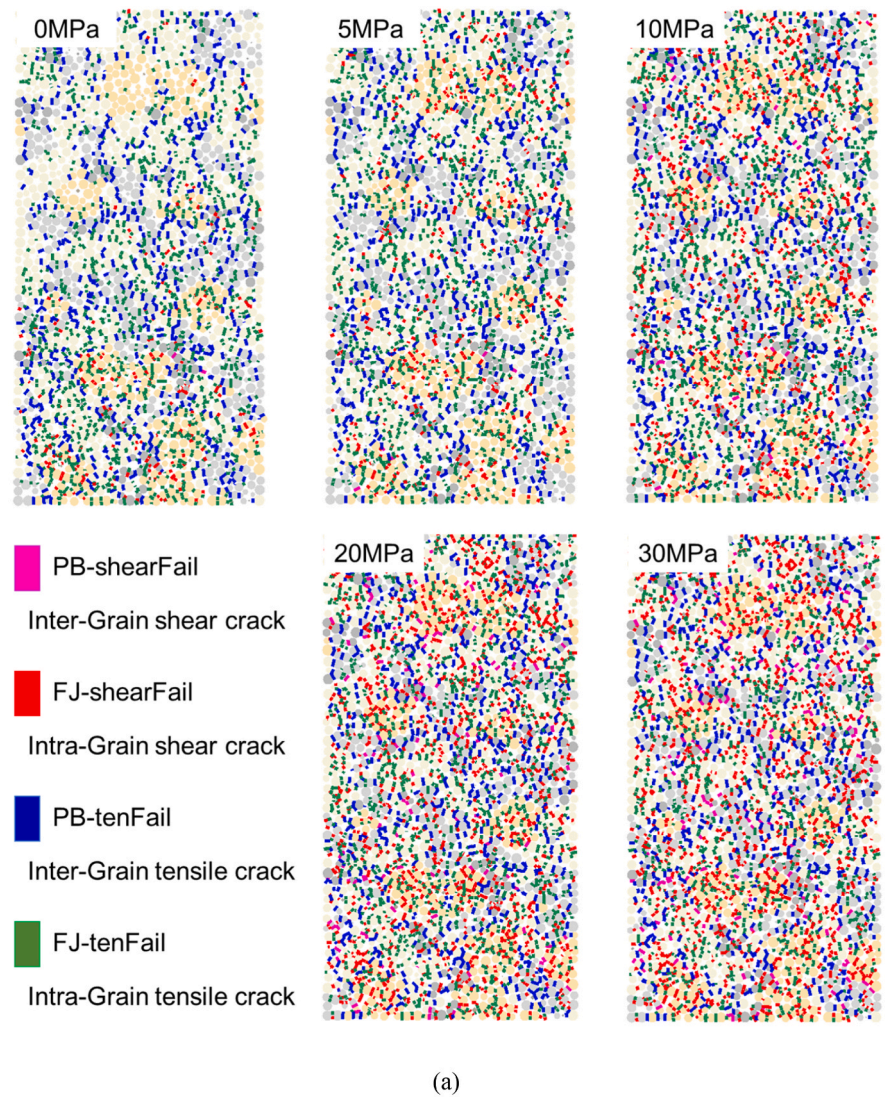 0MPa
5MPa
10MPa
PB-shearFail
Inter-Grain shear crack
FJ-shearFail
Intra-Grain shear crack
PB-tenFail
Inter-Grain tensile crack
FJ-tenFail
Intra-Grain tensile crack
20MPa
30MPa
(a)